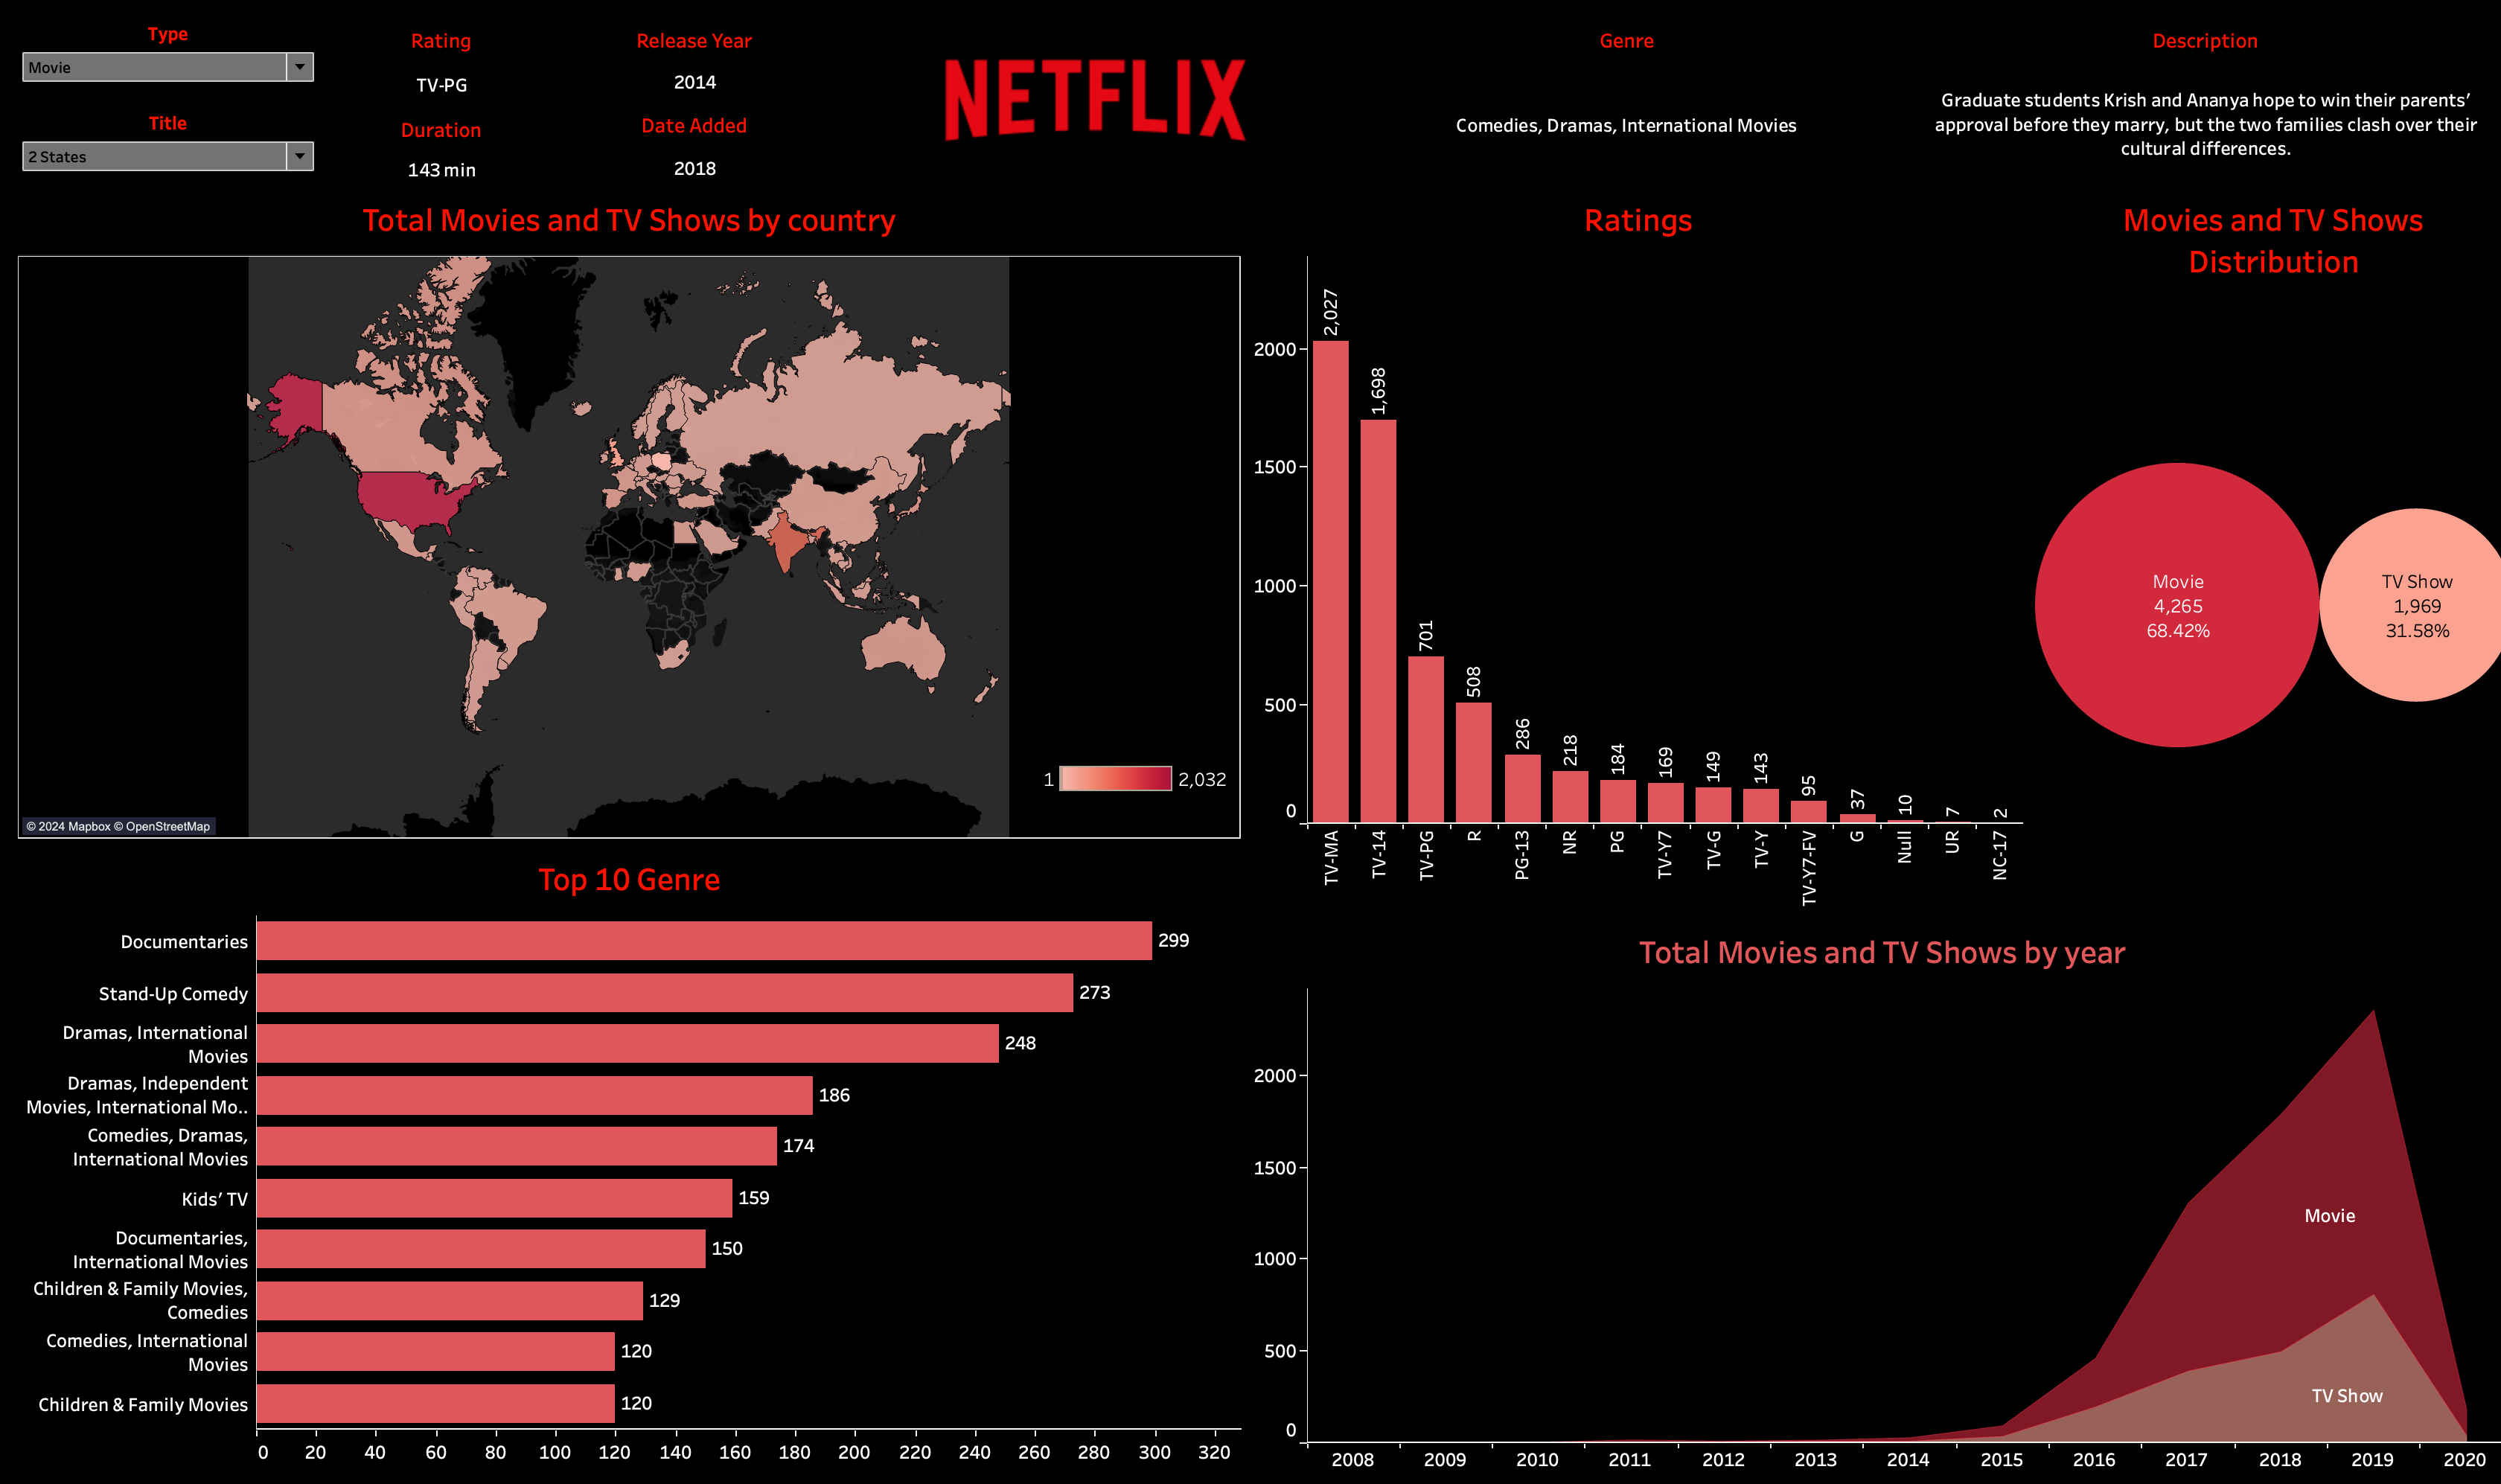 Type
Movie
Title
2 States
Rating
TV-PG
Duration
143 min
Release Year
2014
Date Added
2018
NETFLIX
Genre
Comedies, Dramas, International Movies
Description
Graduate students Krish and Ananya hope to win their parents’
approval before they marry, but the two families clash over their
cultural differences.
Total Movies and TV Shows by country
1
2,032
© 2024 Mapbox © OpenStreetMap
Ratings
2000
1500
1000
500
0
2,027
1,698
701
508
286
218
184
169
149
143
95
37
10
7
2
TV-MA
TV-14
TV-PG
R
PG-13
NR
PG
TV-Y7
TV-G
TV-Y
TV-Y7-FV
G
Null
UR
NC-17
Movies and TV Shows
Distribution
Movie
4,265
68.42%
TV Show
1,969
31.58%
Top 10 Genre
Documentaries
299
Stand-Up Comedy
273
Dramas, International
Movies
248
Dramas, Independent
Movies, International Mo..
186
Comedies, Dramas,
International Movies
174
Kids’ TV
159
Documentaries,
International Movies
150
Children & Family Movies,
Comedies
129
Comedies, International
Movies
120
Children & Family Movies
120
0 20 40 60 80 100 120 140 160 180 200 220 240 260 280 300 320
Total Movies and TV Shows by year
2000
1500
1000
500
0
Movie
TV Show
2008 2009 2010 2011 2012 2013 2014 2015 2016 2017 2018 2019 2020